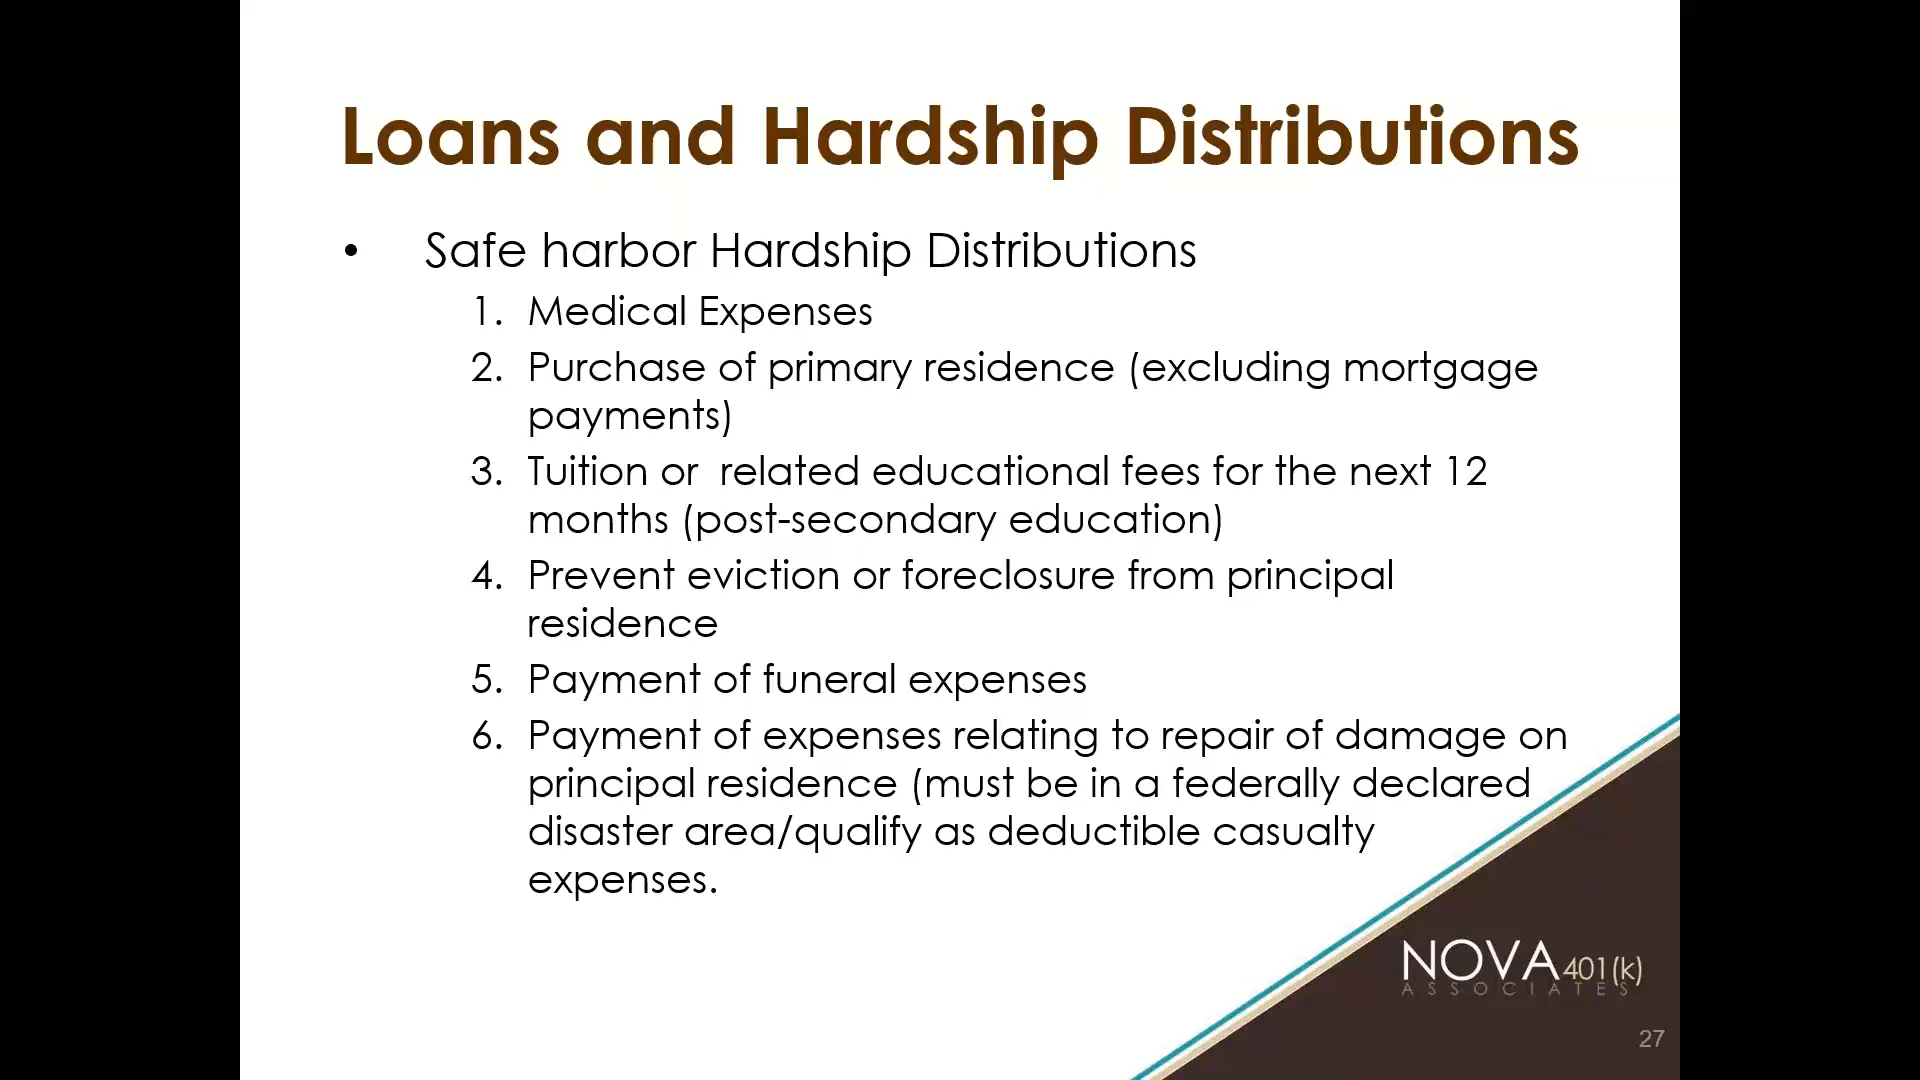 Loans and Hardship Distributions
• Safe harbor Hardship Distributions
1. Medical Expenses
2. Purchase of primary residence (excluding mortgage
payments)
3. Tuition or  related educational fees for the next 12
months (post-secondary education)
4. Prevent eviction or foreclosure from principal
residence
5. Payment of funeral expenses
6. Payment of expenses relating to repair of damage on
principal residence (must be in a federally declared
disaster area/qualify as deductible casualty
expenses.
NOVA 401(k)
ASSOCIATES
27